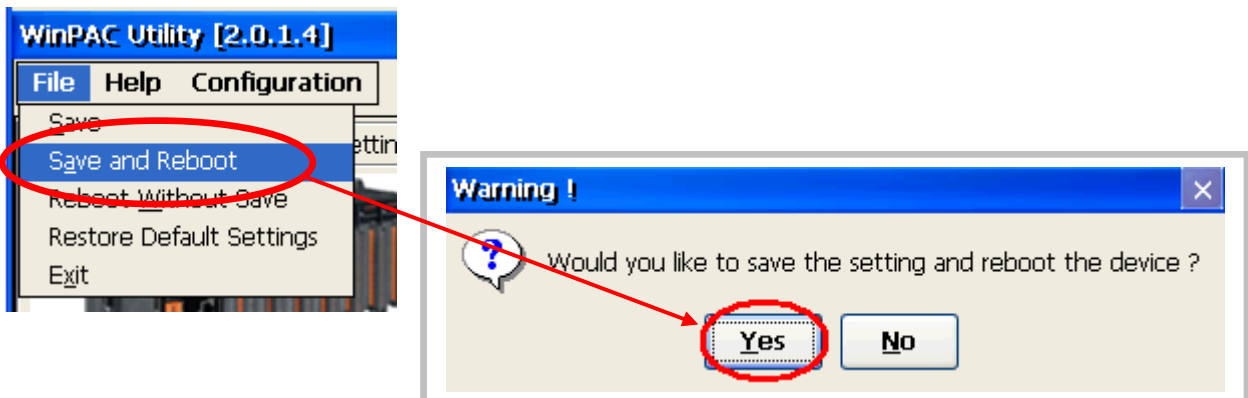 WinPAC Utility [2.0.1.4]
File Help Configuration
Save
Save and Reboot
Reboot Without Save
Restore Default Settings
Exit
Warning !
Would you like to save the setting and reboot the device ?
Yes No